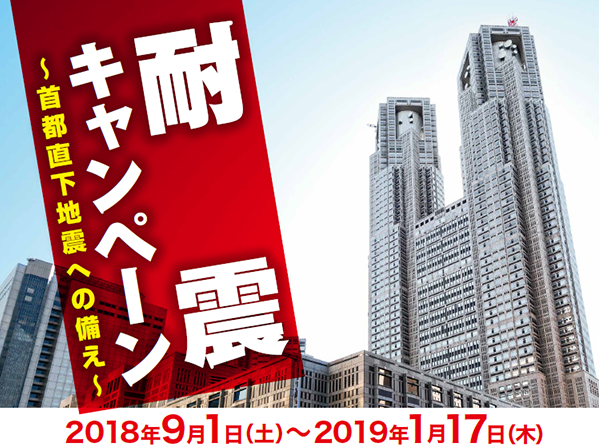 耐震
キャンペーン
～首都直下地震への備え～
2018年9月1日(土)～2019年1月17日(木)